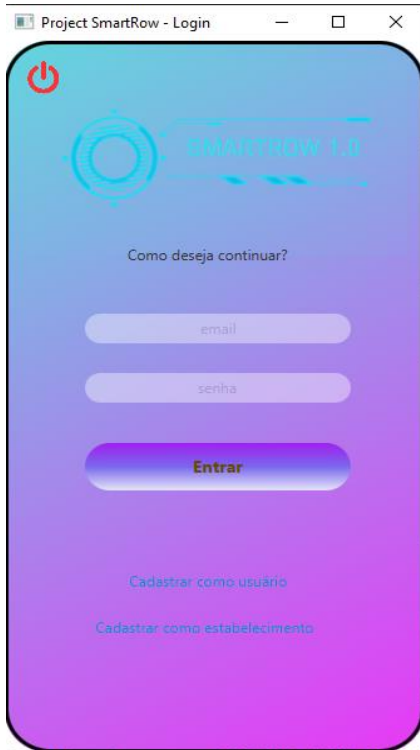 Project SmartRow - Login
SMARTROW 1.0
Como deseja continuar?
email
senha
Entrar
Cadastrar como usuário
Cadastrar como estabelecimento